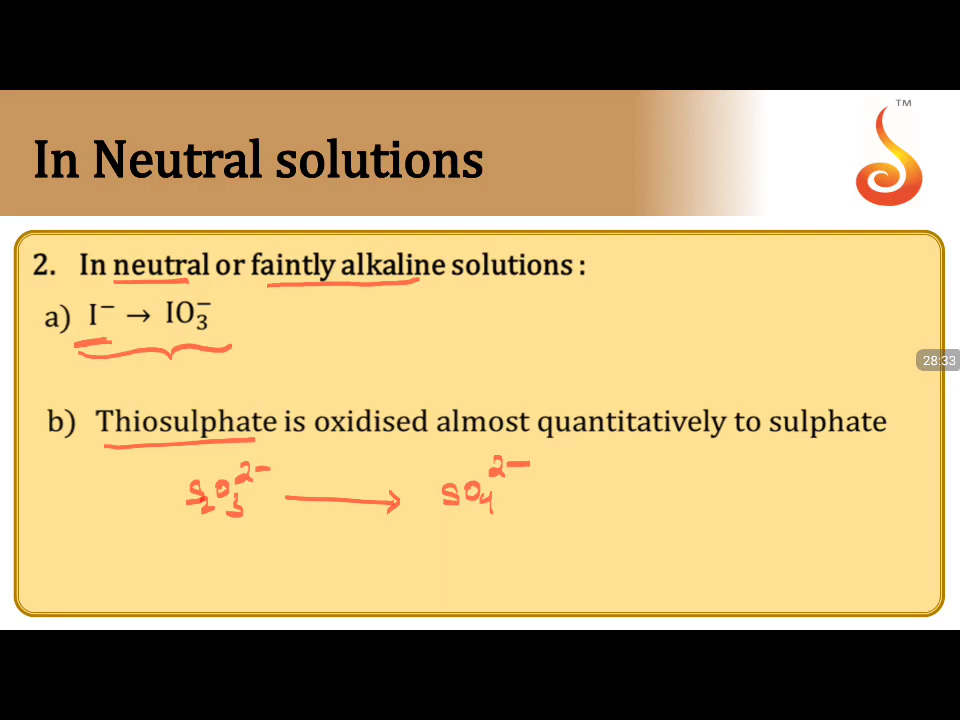 TM
In Neutral solutions
2. In neutral or faintly alkaline solutions :
a) I⁻ → IO₃⁻
28:33
b) Thiosulphate is oxidised almost quantitatively to sulphate
S₂O₃²⁻ → SO₄²⁻